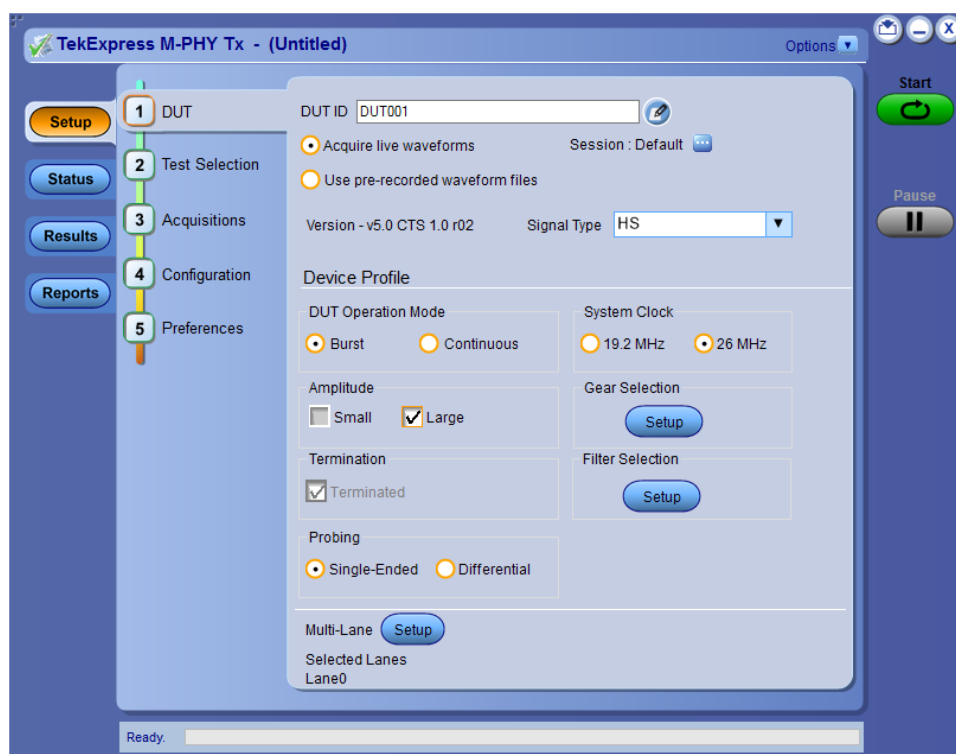 TekExpress M-PHY Tx - (Untitled)
Options
X
Start
Pause
Setup
Status
Results
Reports
1 DUT
2 Test Selection
3 Acquisitions
4 Configuration
5 Preferences
DUT ID DUT001
Acquire live waveforms
Session : Default ...
Use pre-recorded waveform files
Version - v5.0 CTS 1.0 r02
Signal Type HS
Device Profile
DUT Operation Mode
Burst Continuous
System Clock
19.2 MHz 26 MHz
Amplitude
Small Large
Gear Selection
Setup
Termination
Terminated
Filter Selection
Setup
Probing
Single-Ended Differential
Multi-Lane Setup
Selected Lanes
Lane0
Ready.